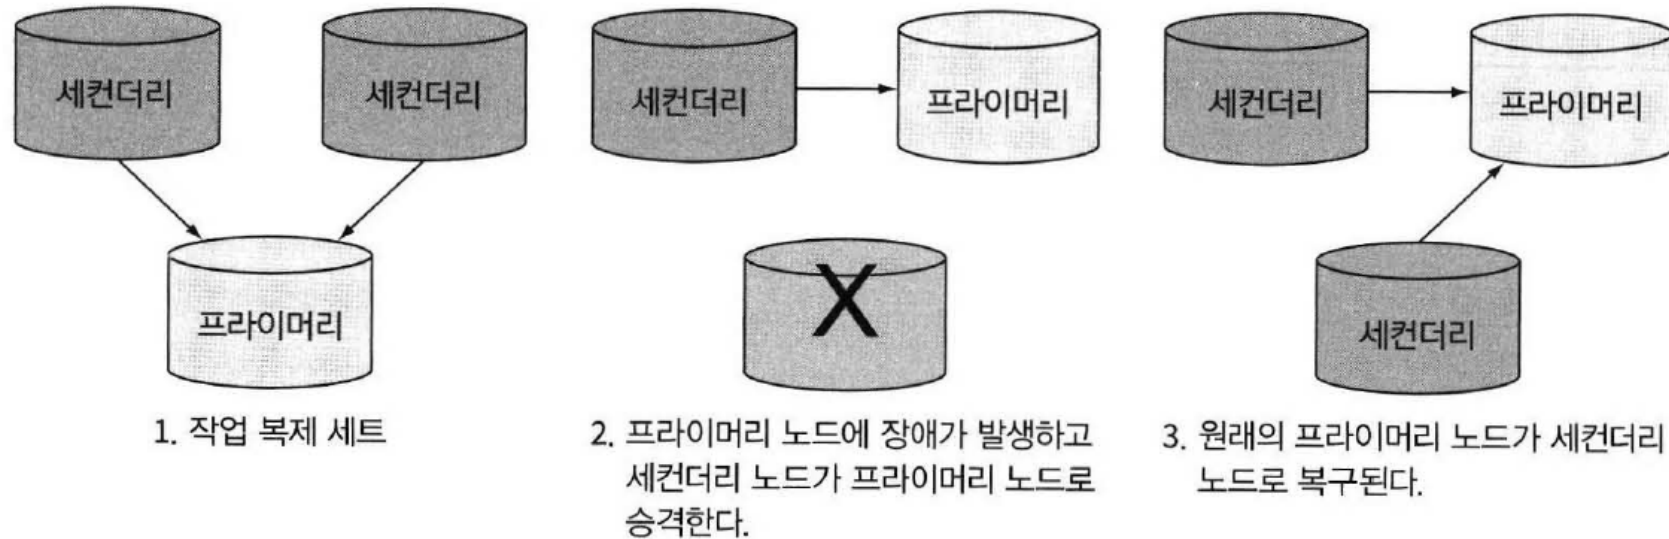 세컨더리
세컨더리
프라이머리
1. 작업 복제 세트
세컨더리
프라이머리
X
2. 프라이머리 노드에 장애가 발생하고
세컨더리 노드가 프라이머리 노드로
승격한다.
세컨더리
프라이머리
세컨더리
3. 원래의 프라이머리 노드가 세컨더리
노드로 복구된다.